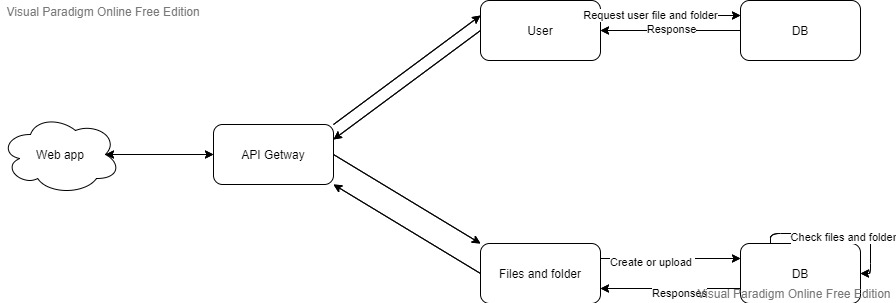 Visual Paradigm Online Free Edition
User
Request user file and folder
Response
DB
Web app
API Getway
Files and folder
Create or upload
Responses
DB
Check files and folder
Visual Paradigm Online Free Edition